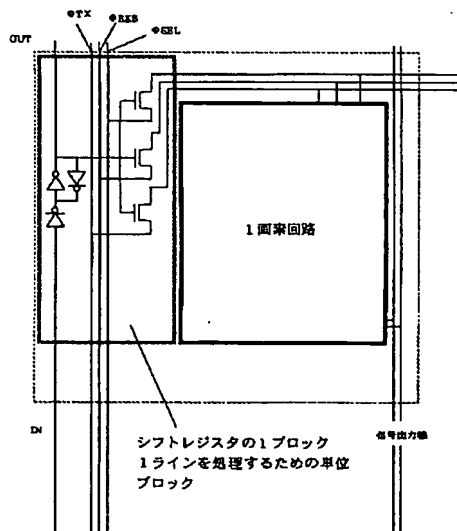 ΦTX
ΦRES
ΦSEL
OUT
1画素回路
IN
信号出力線
シフトレジスタの1ブロック
1ラインを処理するための単位
ブロック